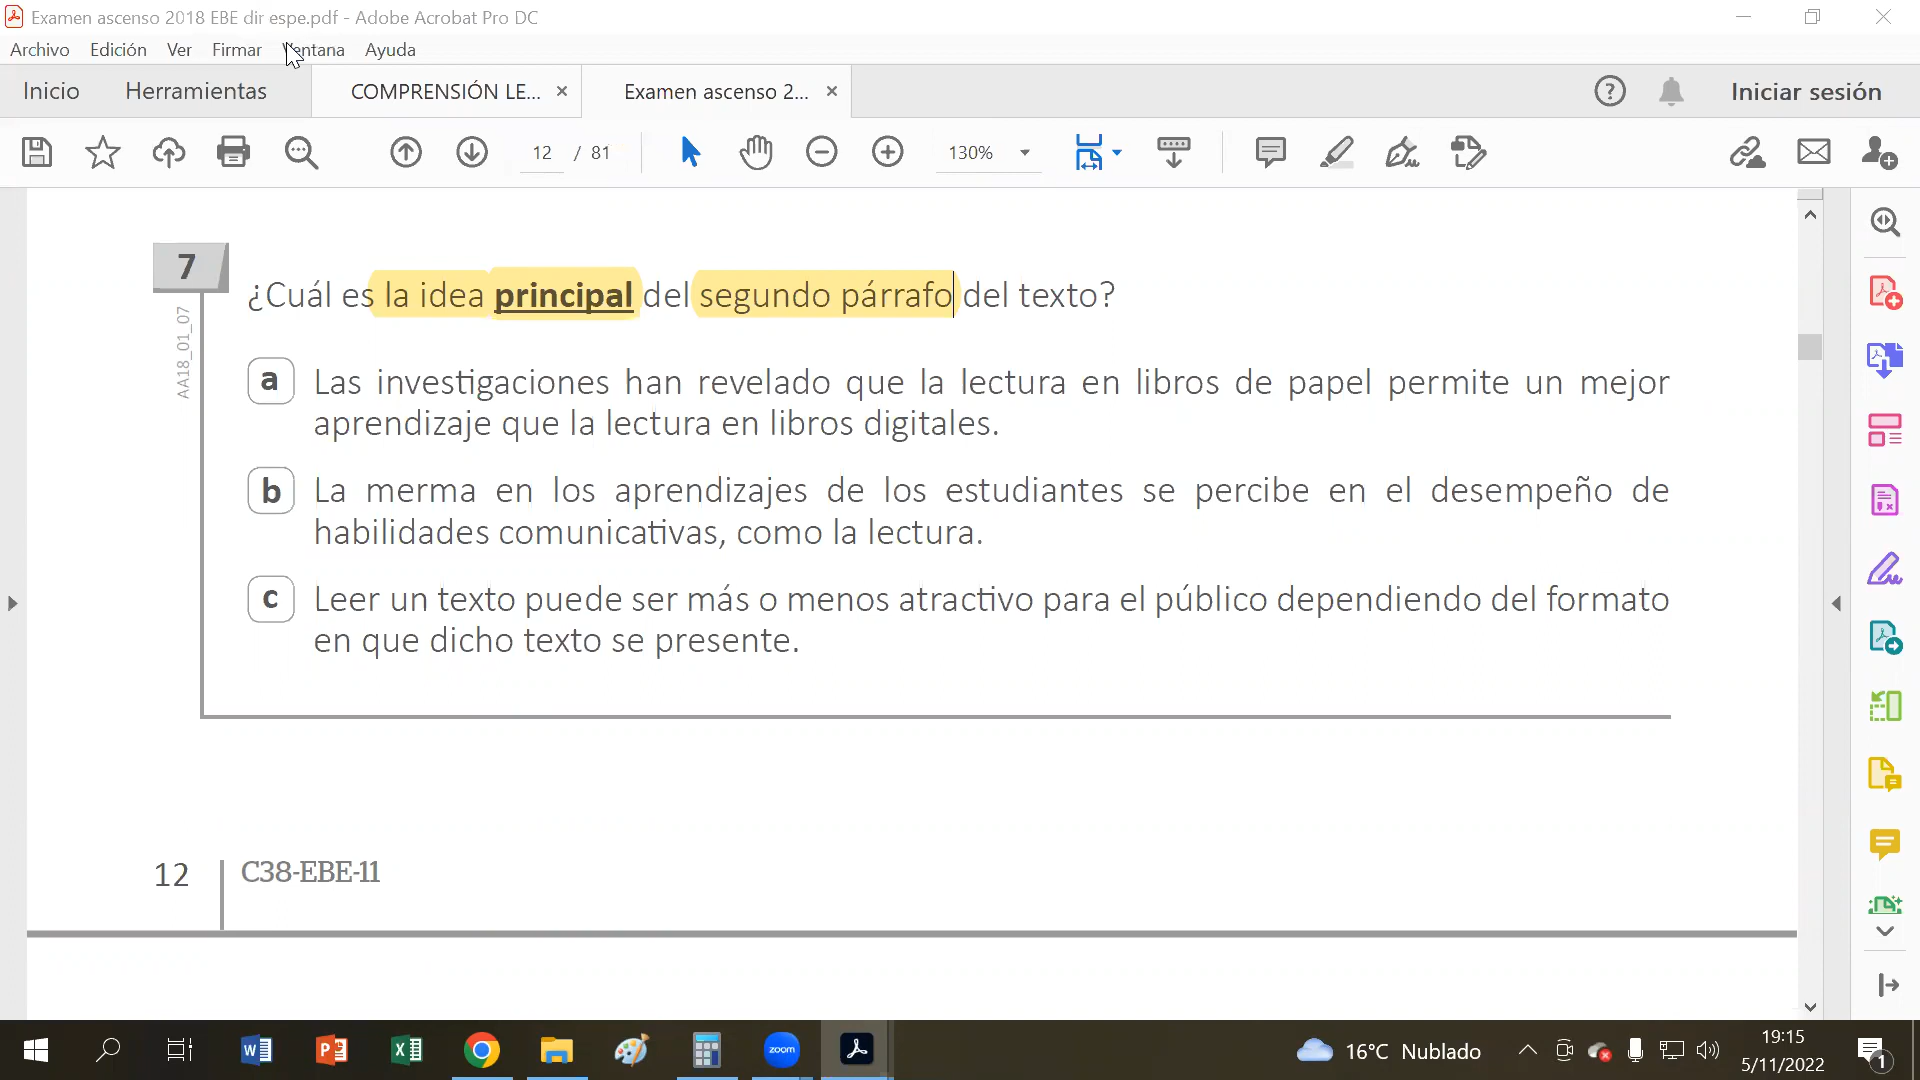 Examen ascenso 2018 EBE dir espe.pdf - Adobe Acrobat Pro DC
Archivo Edición Ver Firmar Ventana Ayuda
Inicio Herramientas COMPRENSIÓN LE... × Examen ascenso 2... × ? Iniciar sesión
12 / 81 130%
7
¿Cuál es la idea principal del segundo párrafo del texto?
AA18_01_07
a Las investigaciones han revelado que la lectura en libros de papel permite un mejor
aprendizaje que la lectura en libros digitales.
b La merma en los aprendizajes de los estudiantes se percibe en el desempeño de
habilidades comunicativas, como la lectura.
c Leer un texto puede ser más o menos atractivo para el público dependiendo del formato
en que dicho texto se presente.
12 C38-EBE-11
zoom
16°C Nublado
19:15
5/11/2022
1